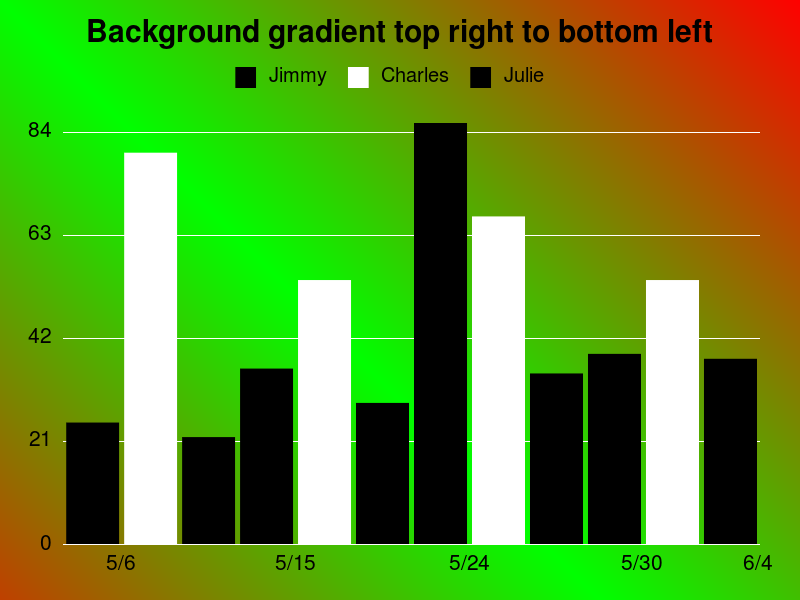 Background gradient top right to bottom left
Jimmy Charles Julie
84
63
42
21
0
5/6 5/15 5/24 5/30 6/4